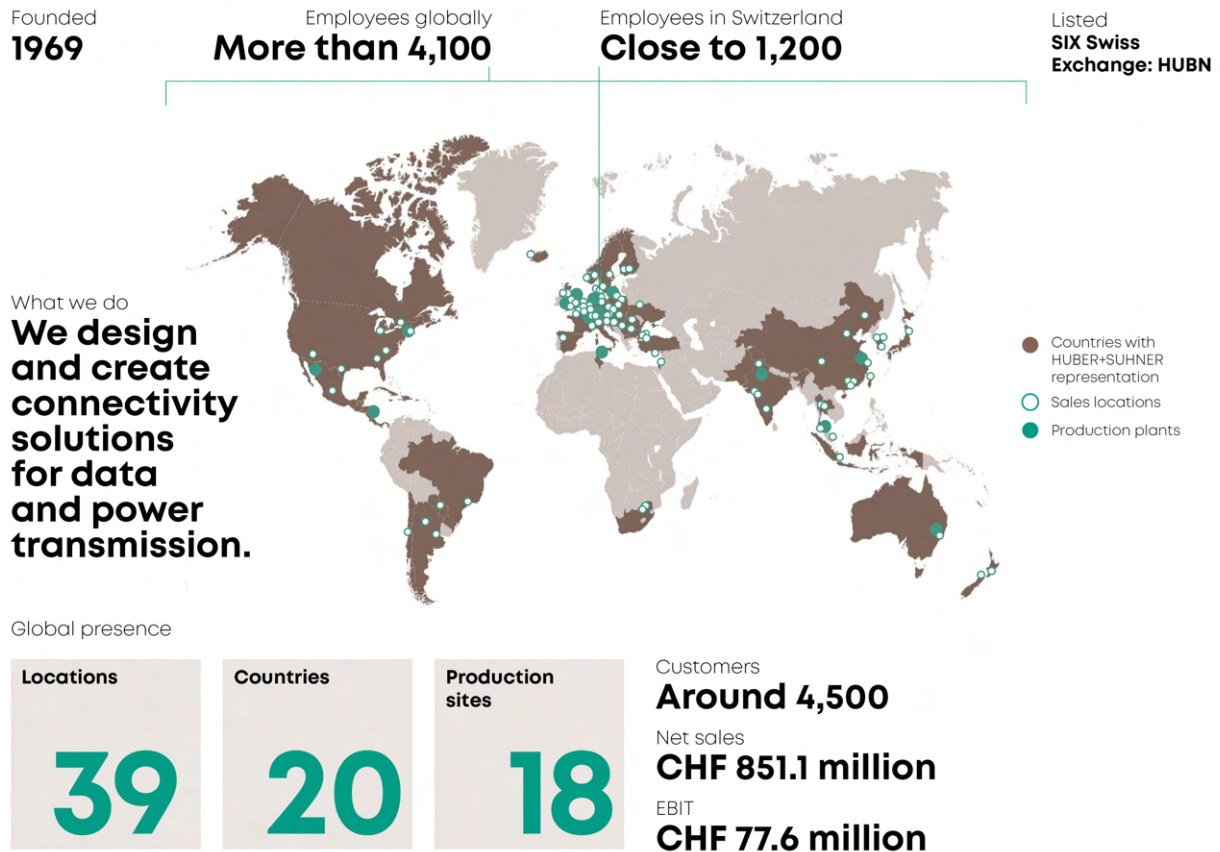 Founded
1969
Employees globally
More than 4,100
Employees in Switzerland
Close to 1,200
Listed
SIX Swiss
Exchange: HUBN
What we do
We design
and create
connectivity
solutions
for data
and power
transmission.
Countries with
HUBER+SUHNER
representation
Sales locations
Production plants
Global presence
Locations
39
Countries
20
Production
sites
18
Customers
Around 4,500
Net sales
CHF 851.1 million
EBIT
CHF 77.6 million